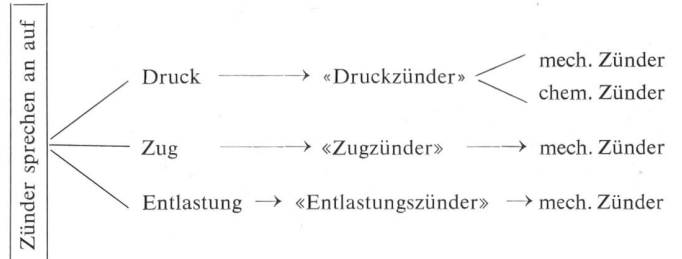 Zünder sprechen an auf
Druck «Druckzünder» mech. Zünder
chem. Zünder
Zug «Zugzünder» mech. Zünder
Entlastung «Entlastungszünder» mech. Zünder